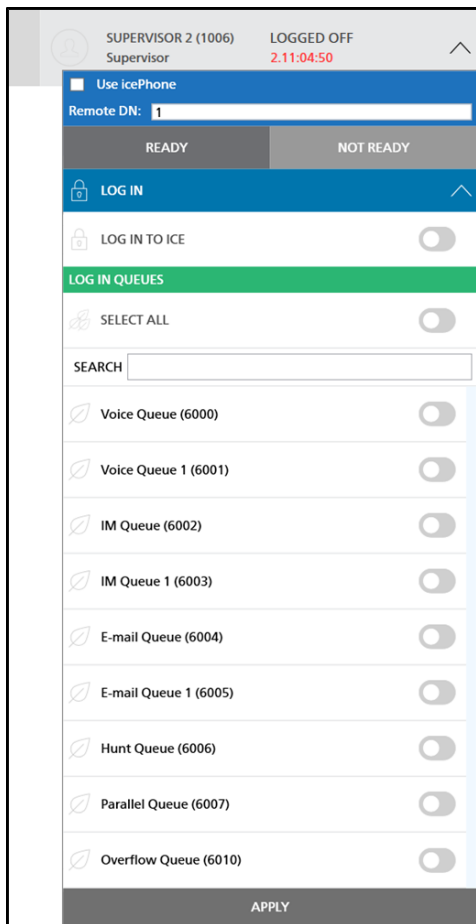 SUPERVISOR 2 (1006) LOGGED OFF
Supervisor 2.11:04:50
Use icePhone
Remote DN: 1
READY NOT READY
LOG IN
LOG IN TO ICE
LOG IN QUEUES
SELECT ALL
SEARCH
Voice Queue (6000)
Voice Queue 1 (6001)
IM Queue (6002)
IM Queue 1 (6003)
E-mail Queue (6004)
E-mail Queue 1 (6005)
Hunt Queue (6006)
Parallel Queue (6007)
Overflow Queue (6010)
APPLY